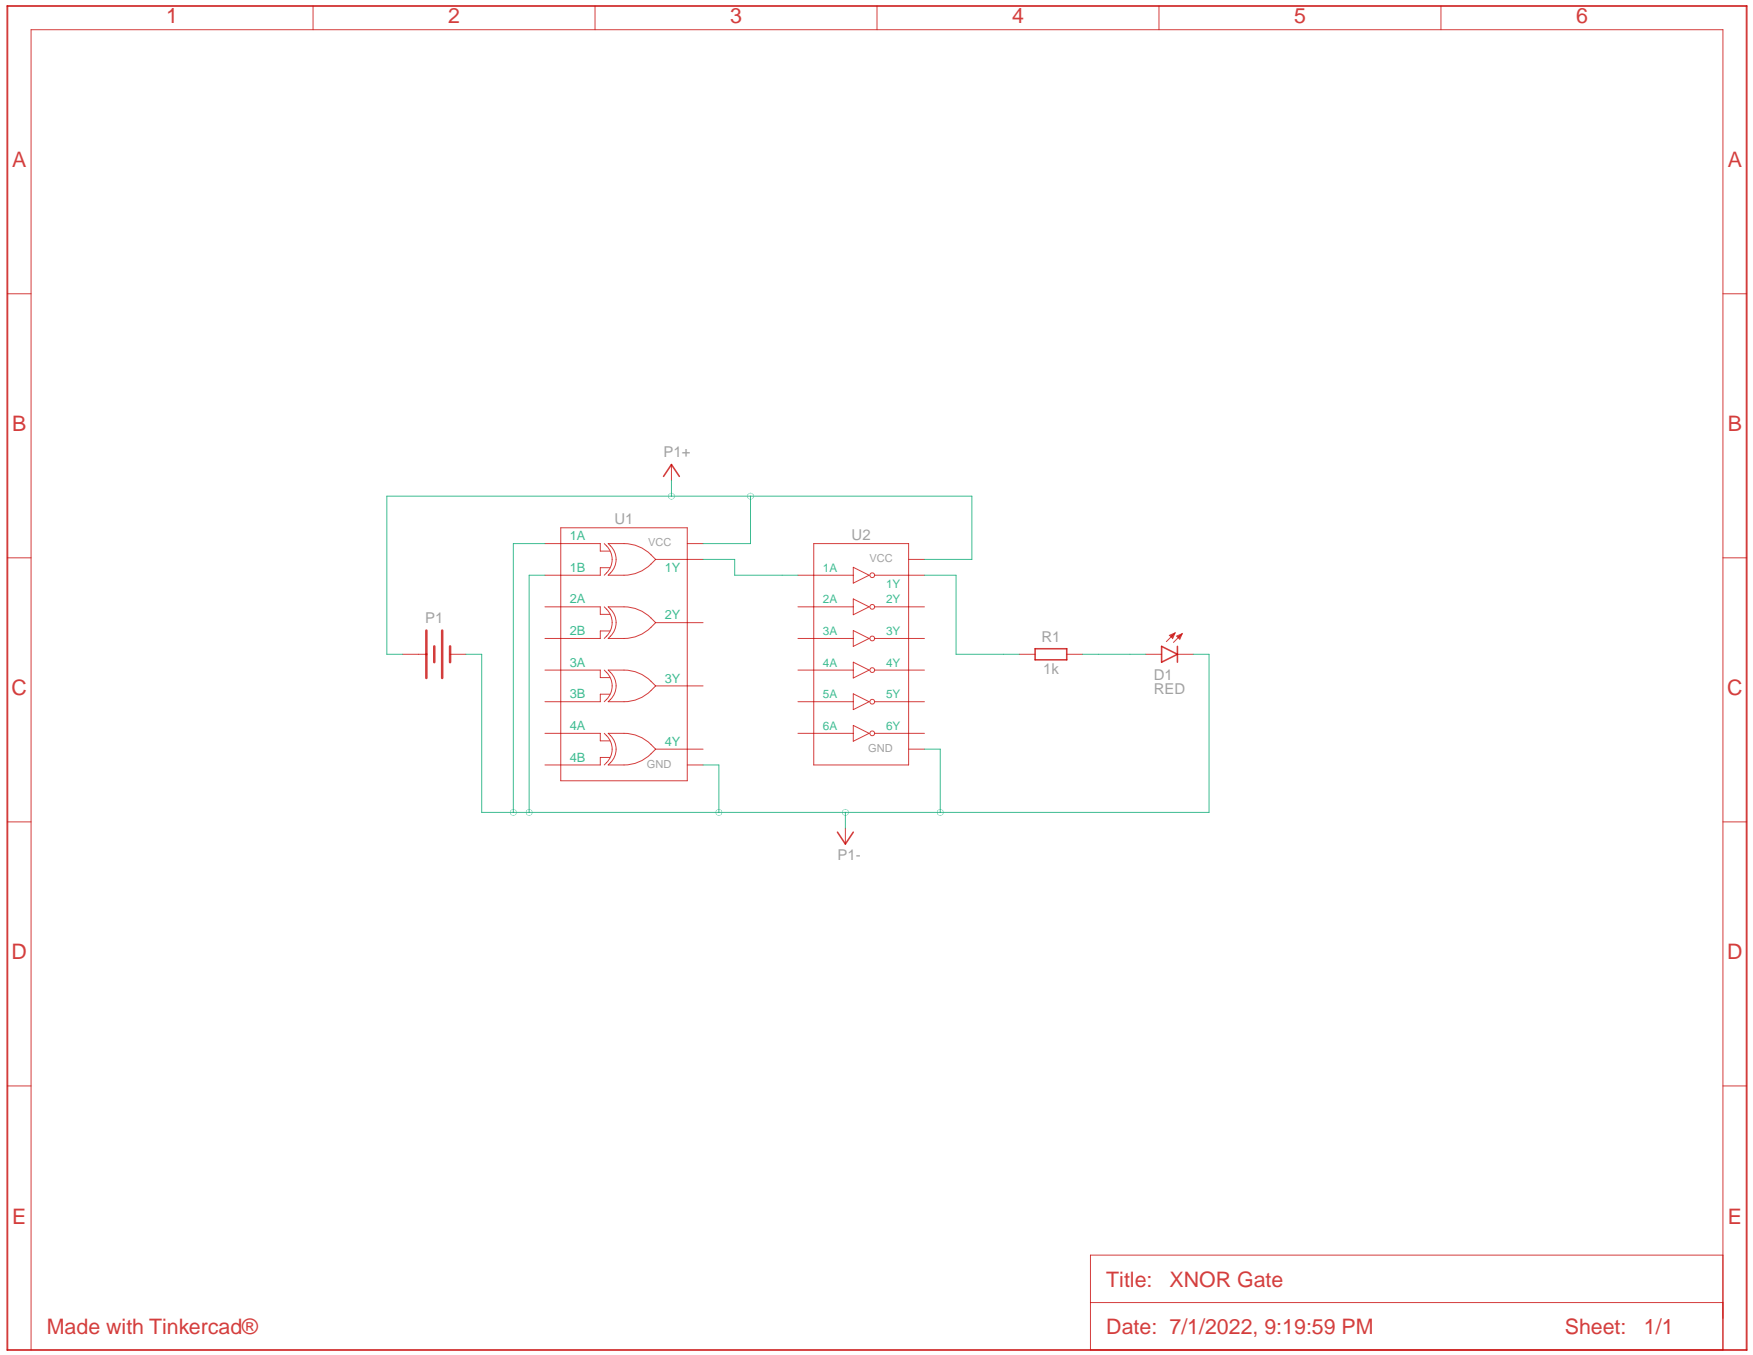 1 2 3 4 5 6
A A
B B
P1+
U1
1A VCC
1B 1Y
2A 2Y
2B
3A 3Y
3B
4A 4Y
4B GND
U2
VCC
1A 1Y
2A 2Y
3A 3Y
4A 4Y
5A 5Y
6A 6Y
GND
P1
R1
1k
D1
RED
C C
P1-
D D
E E
Title: XNOR Gate
Made with Tinkercad®
Date: 7/1/2022, 9:19:59 PM Sheet: 1/1